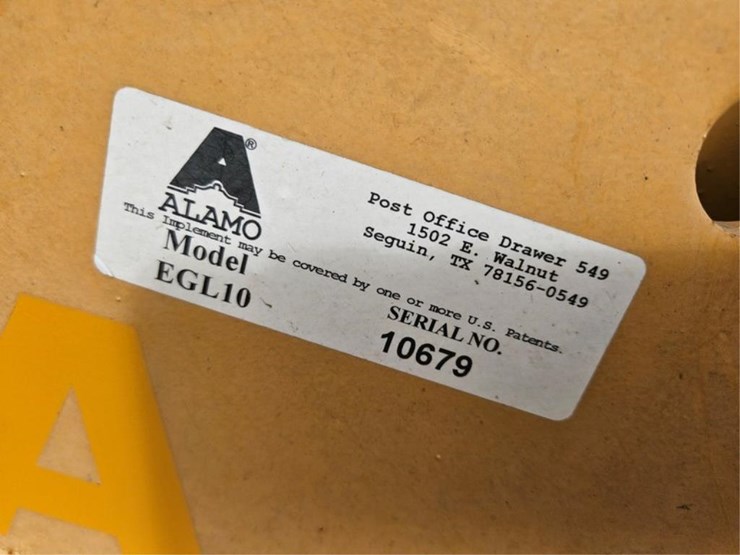 A®
ALAMO
Post Office Drawer 549
1502 E. Walnut
Seguin, TX 78156-0549
This Implement may be covered by one or more U.S. Patents.
Model
EGL10
SERIAL NO.
10679
A